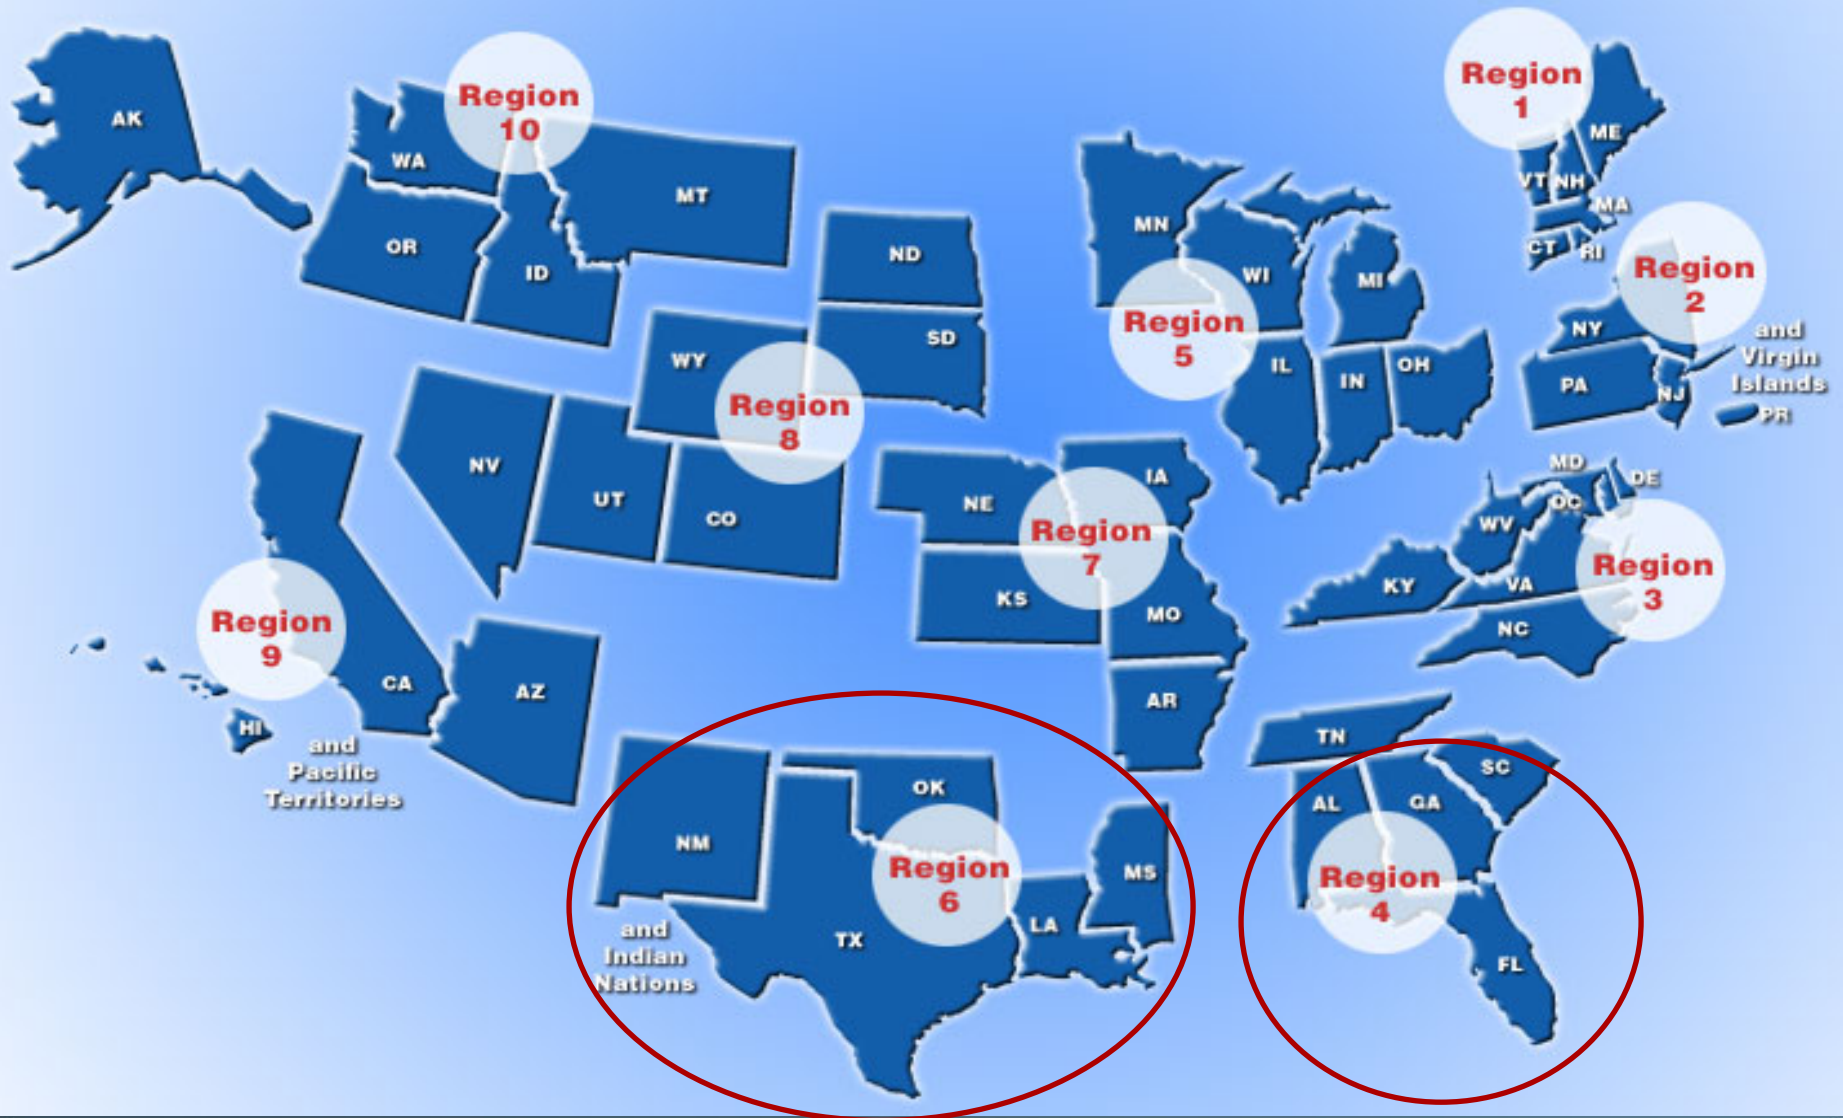 AK
WA
Region
10
MT
OR
ID
ND
SD
WY
Region
8
NV
UT
CO
CA
Region
9
HI
and
Pacific
Territories
AZ
NE
IA
Region
7
KS
MO
AR
NM
OK
TX
Region
6
LA
MS
and
Indian
Nations
MN
WI
MI
Region
5
IL
IN
OH
Region
1
ME
VT
NH
MA
CT
RI
Region
2
NY
and
Virgin
Islands
PA
NJ
PR
MD
DE
DC
WV
KY
VA
Region
3
NC
TN
SC
AL
GA
Region
4
FL